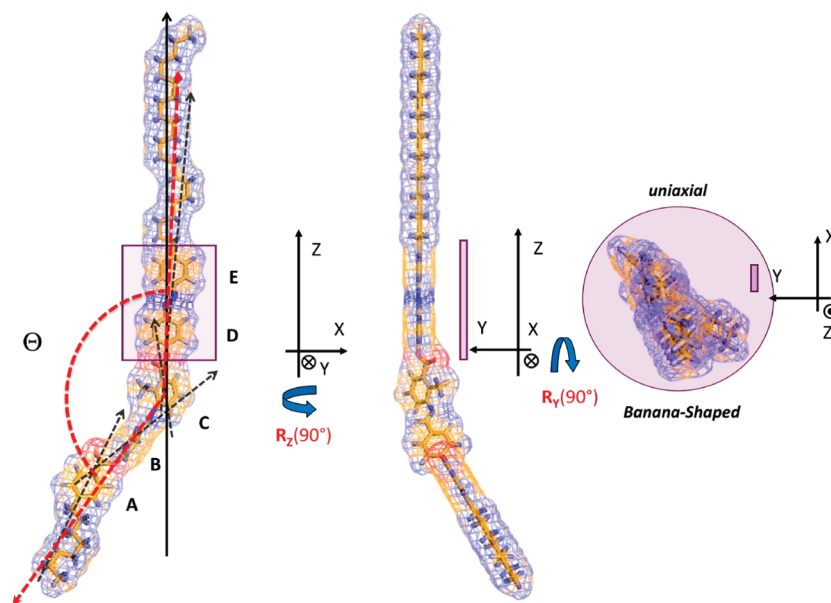 Θ
E
D
C
B
A
Z
X
Y
R_Z(90°)
Z
Y
X
R_Y(90°)
uniaxial
Y
X
Z
Banana-Shaped